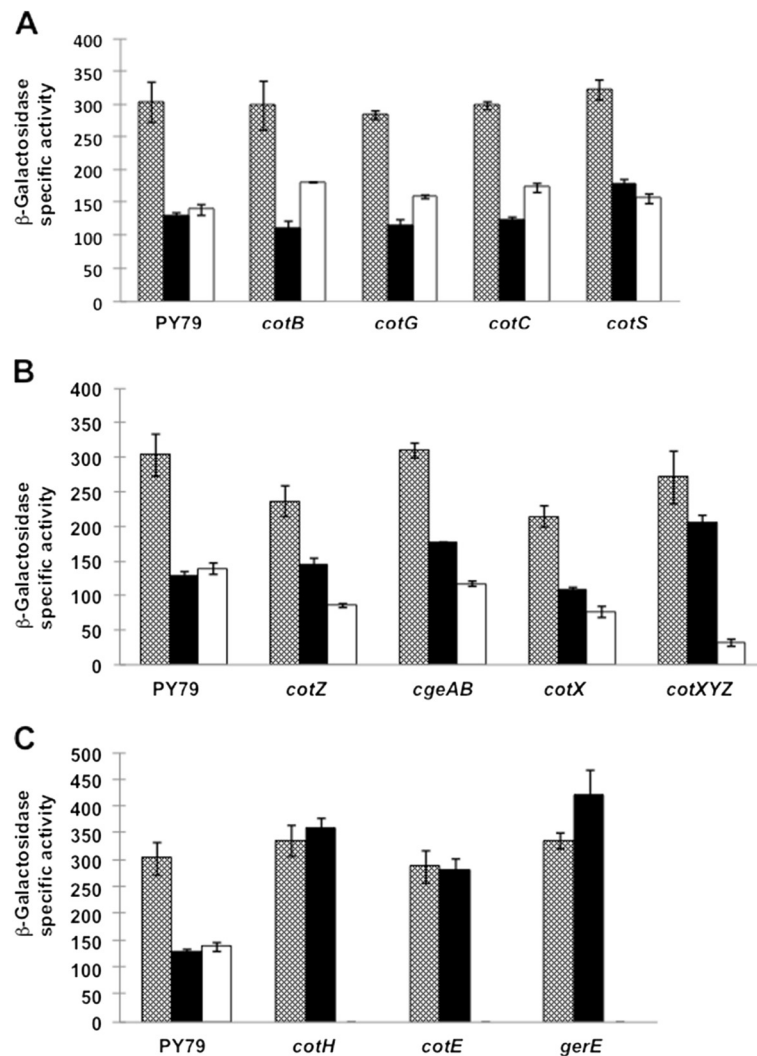 A
β-Galactosidase
specific activity
400
350
300
250
200
150
100
50
0
PY79 cotB cotG cotC cotS
B
β-Galactosidase
specific activity
400
350
300
250
200
150
100
50
0
PY79 cotZ cgeAB cotX cotXYZ
C
β-Galactosidase
specific activity
500
450
400
350
300
250
200
150
100
50
0
PY79 cotH cotE gerE